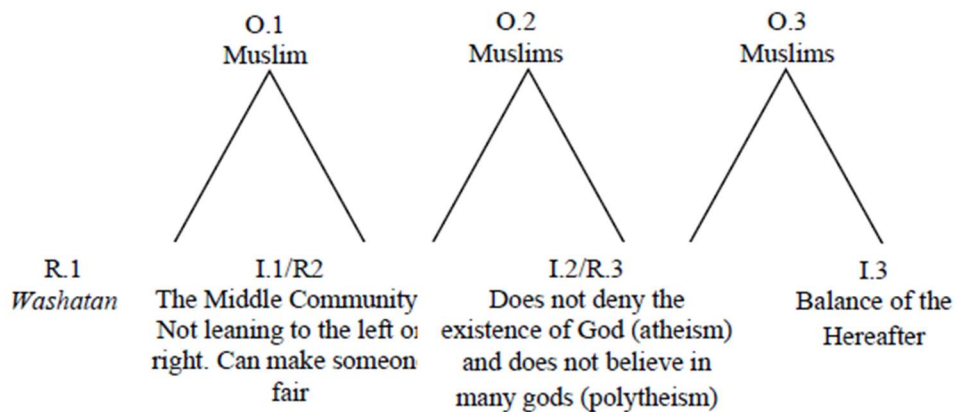 O.1
Muslim
O.2
Muslims
O.3
Muslims
R.1
Washatan
I.1/R2
The Middle Community
Not leaning to the left or
right. Can make someon
fair
I.2/R.3
Does not deny the
existence of God (atheism)
and does not believe in
many gods (polytheism)
I.3
Balance of the
Hereafter